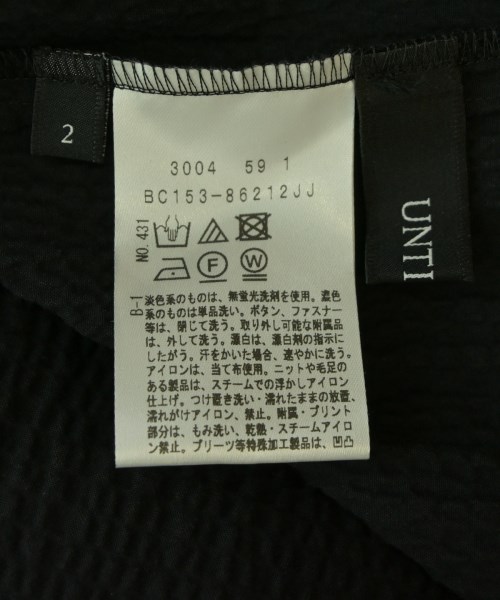 2
3004 59 1
BC153-86212JJ
NO.431
F
W
B-1
淡色系のものは、無蛍光洗剤を使用。濃色
系のものは単品洗い。ボタン、ファスナー
等は、閉じて洗う。取り外し可能な附属品
は、外して洗う。漂白は、漂白剤の指示に
したがう。汗をかいた場合、速やかに洗う。
アイロンは、当て布使用。ニットや毛足の
ある製品は、スチームでの浮かしアイロン
仕上げ。つけ置き洗い・濡れたままの放置、
濡れがけアイロン、禁止。附属・プリント
部分は、もみ洗い、乾熱・スチームアイロ
ン禁止。プリーツ等特殊加工製品は、
UNTI